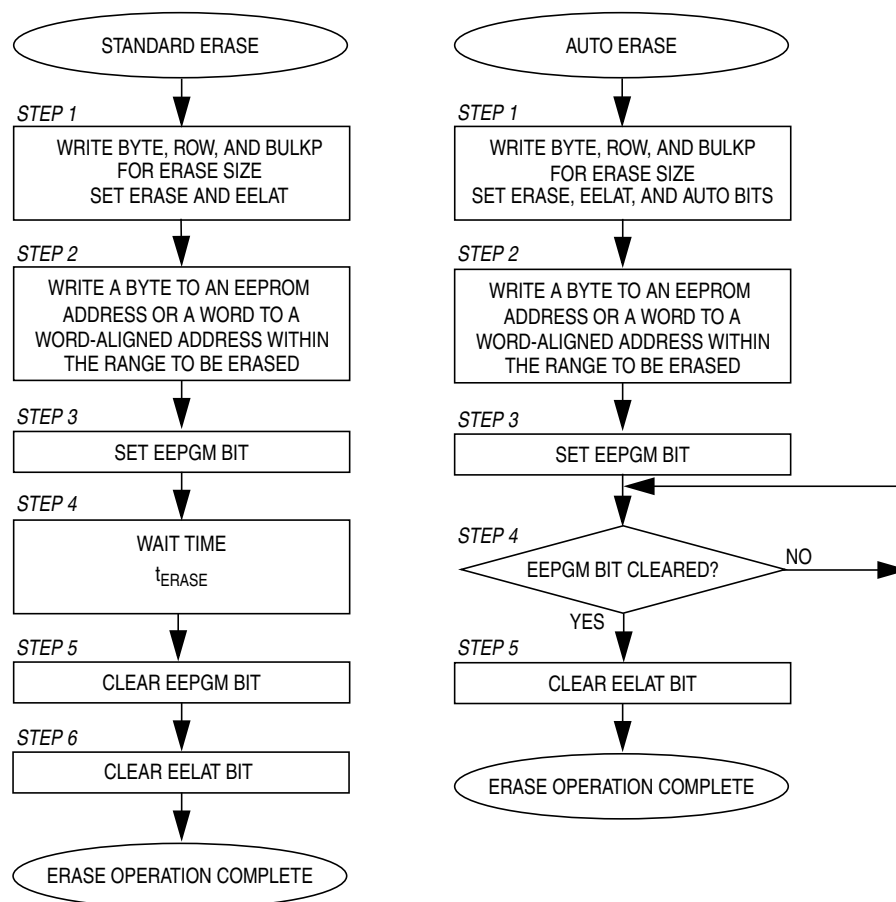 STANDARD ERASE
STEP 1
WRITE BYTE, ROW, AND BULKP
FOR ERASE SIZE
SET ERASE AND EELAT
STEP 2
WRITE A BYTE TO AN EEPROM
ADDRESS OR A WORD TO A
WORD-ALIGNED ADDRESS WITHIN
THE RANGE TO BE ERASED
STEP 3
SET EEPGM BIT
STEP 4
WAIT TIME
tERASE
STEP 5
CLEAR EEPGM BIT
STEP 6
CLEAR EELAT BIT
ERASE OPERATION COMPLETE
AUTO ERASE
STEP 1
WRITE BYTE, ROW, AND BULKP
FOR ERASE SIZE
SET ERASE, EELAT, AND AUTO BITS
STEP 2
WRITE A BYTE TO AN EEPROM
ADDRESS OR A WORD TO A
WORD-ALIGNED ADDRESS WITHIN
THE RANGE TO BE ERASED
STEP 3
SET EEPGM BIT
STEP 4
EEPGM BIT CLEARED?
NO
YES
STEP 5
CLEAR EELAT BIT
ERASE OPERATION COMPLETE